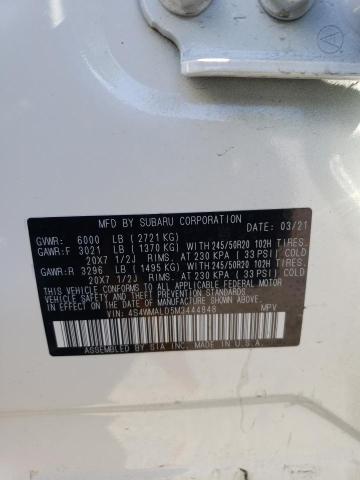 MFD BY SUBARU CORPORATION
GVWR: 6000 LB ( 2721 KG) DATE: 03/21
GAWR:F 3021 LB ( 1370 KG) WITH 245/50R20 102H TIRES.
20X7 1/2J RIMS. AT 230 KPA ( 33 PSI) COLD
GAWR:R 3296 LB ( 1495 KG) WITH 245/50R20 102H TIRES.
20X7 1/2J RIMS. AT 230 KPA ( 33 PSI) COLD
THIS VEHICLE CONFORMS TO ALL APPLICABLE
FEDERAL MOTOR VEHICLE SAFETY AND
THEFT PREVENTION STANDARDS
IN EFFECT ON THE DATE OF
MANUFACTURE SHOWN ABOVE.
VIN: 4S4WMALD5M3444848 MPV
ASSEMBLED BY SIA INC. MADE IN U.S.A.